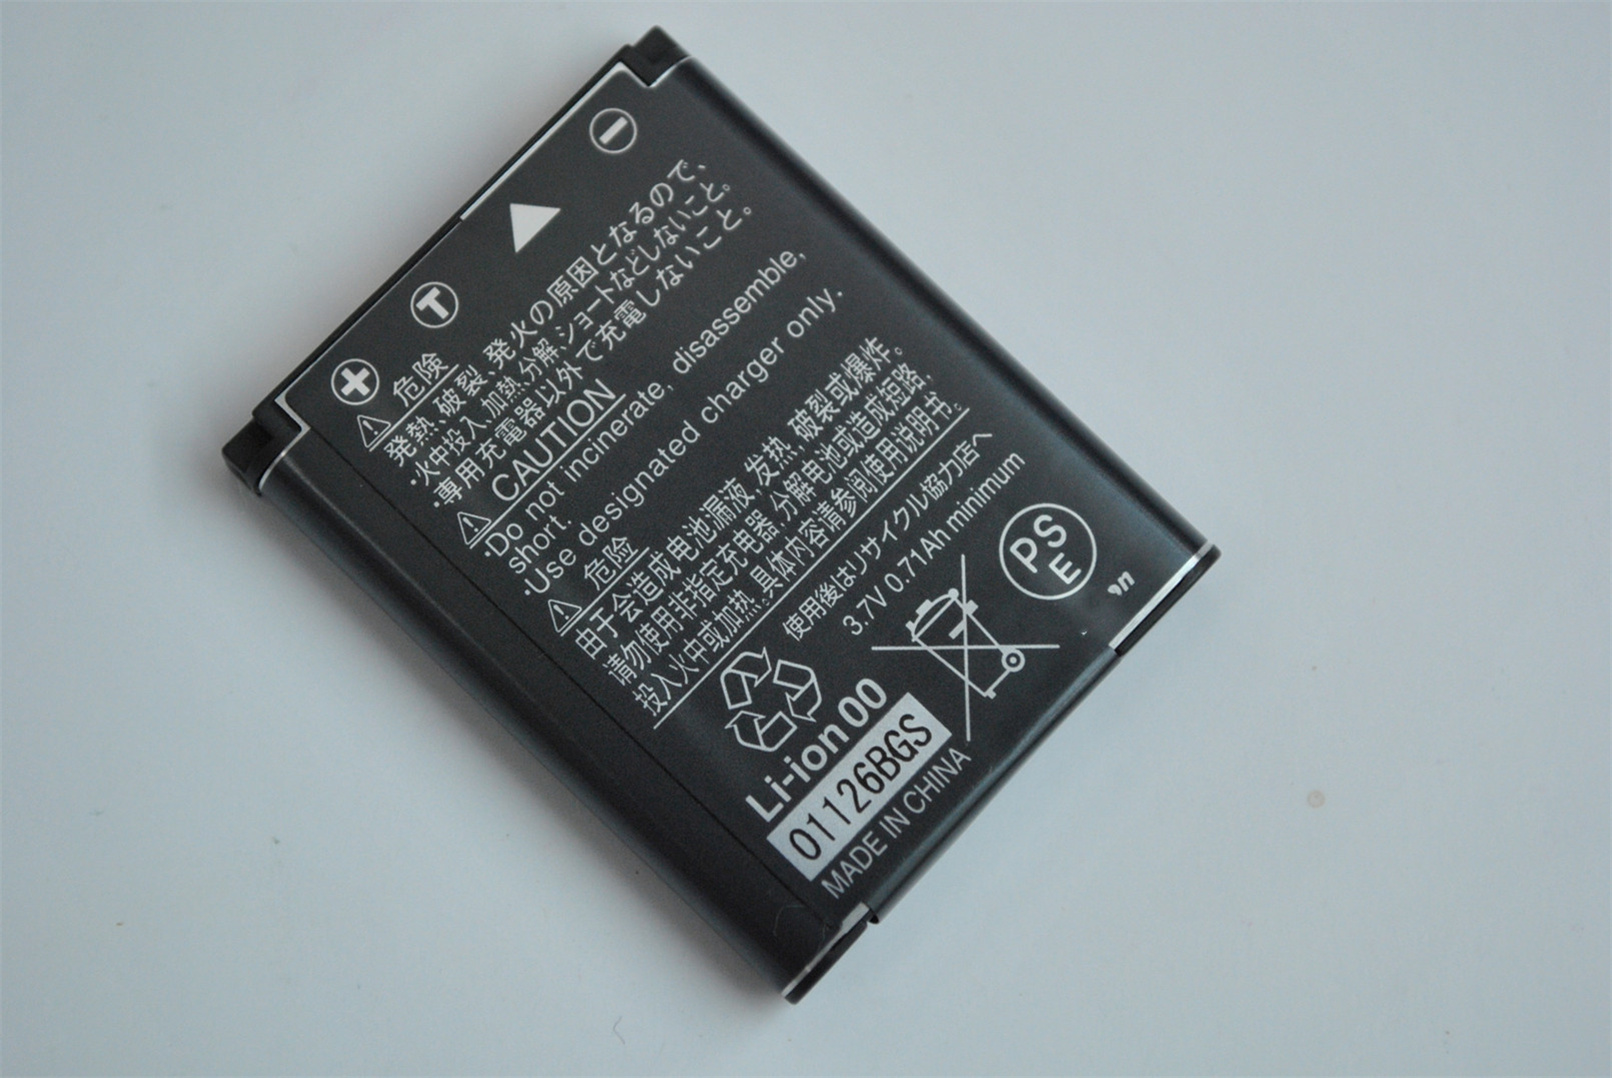 T
危険
発熱、破裂、発火の原因となるので、
・火中投入、加熱、分解、ショートなどしないこと。
・専用充電器以外で充電しないこと。
CAUTION
·Do not incinerate, disassemble,
short.
·Use designated charger only.
危险
由于会造成电池漏液，发热，破裂或爆炸。
请勿使用非指定充电器，分解电池或造成短路，
投入火中或加热。具体内容请参阅使用说明书。
使用後はリサイクル協力店へ
3.7V 0.71Ah minimum
PSE
Li-ion 00
01126BGS
MADE IN CHINA